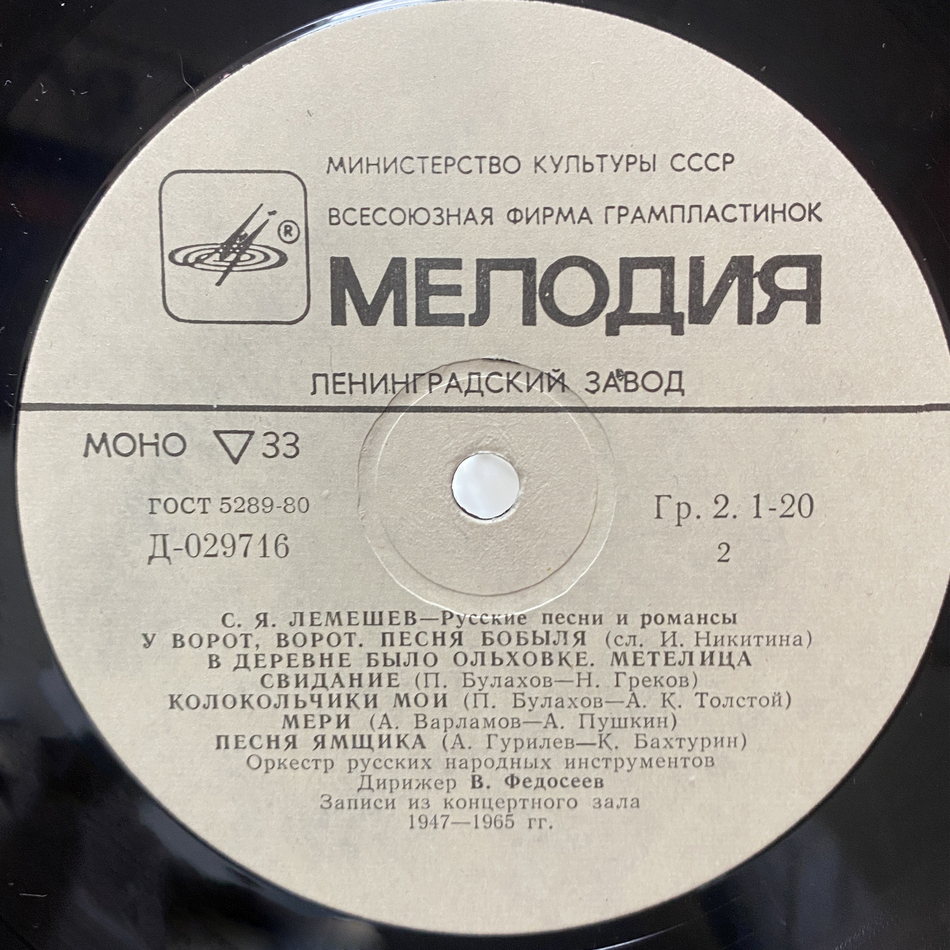 МИНИСТЕРСТВО КУЛЬТУРЫ СССР
ВСЕСОЮЗНАЯ ФИРМА ГРАМПЛАСТИНОК
®
МЕЛОДИЯ
ЛЕНИНГРАДСКИЙ ЗАВОД
МОНО ▽ 33
ГОСТ 5289-80
Гр. 2. 1-20
Д-029716
2
С. Я. ЛЕМЕШЕВ—Русские песни и романсы
У ВОРОТ, ВОРОТ. ПЕСНЯ БОБЫЛЯ (сл. И. Никитина)
В ДЕРЕВНЕ БЫЛО ОЛЬХОВКЕ. МЕТЕЛИЦА
СВИДАНИЕ (П. Булахов—Н. Греков)
КОЛОКОЛЬЧИКИ МОИ (П. Булахов—А. К. Толстой)
МЕРИ (А. Варламов—А. Пушкин)
ПЕСНЯ ЯМЩИКА (А. Гурилев—К. Бахтурин)
Оркестр русских народных инструментов
Дирижер В. Федосеев
Записи из концертного зала
1947—1965 гг.